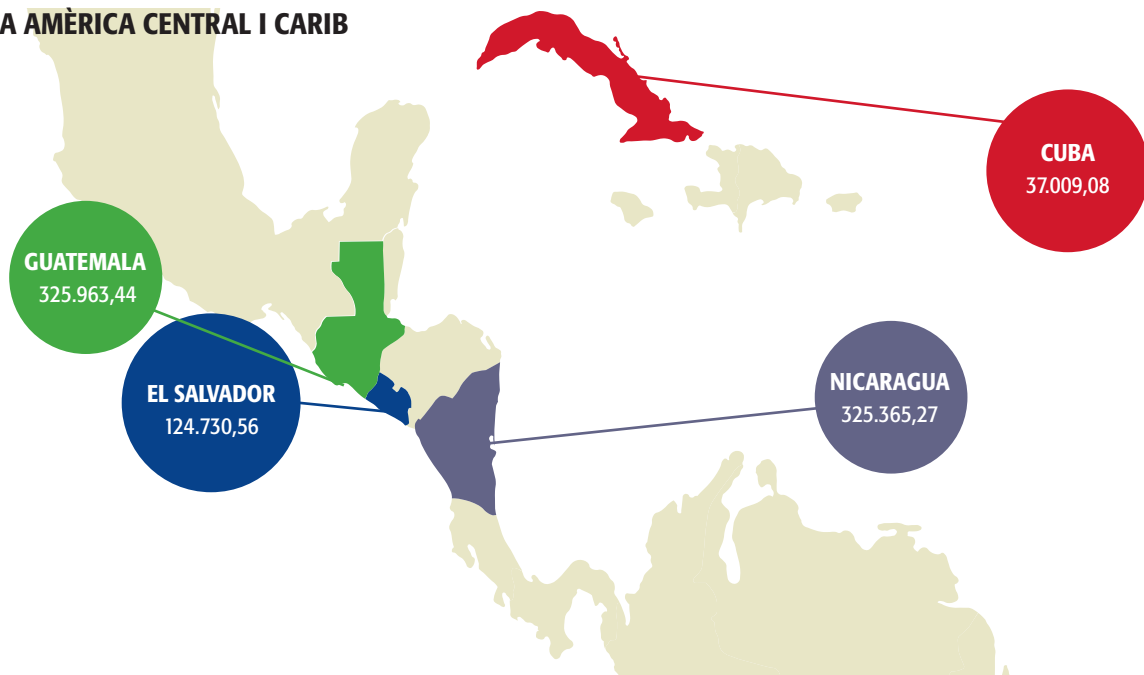 A AMÈRICA CENTRAL I CARIB
CUBA
37.009,08
GUATEMALA
325.963,44
EL SALVADOR
124.730,56
NICARAGUA
325.365,27